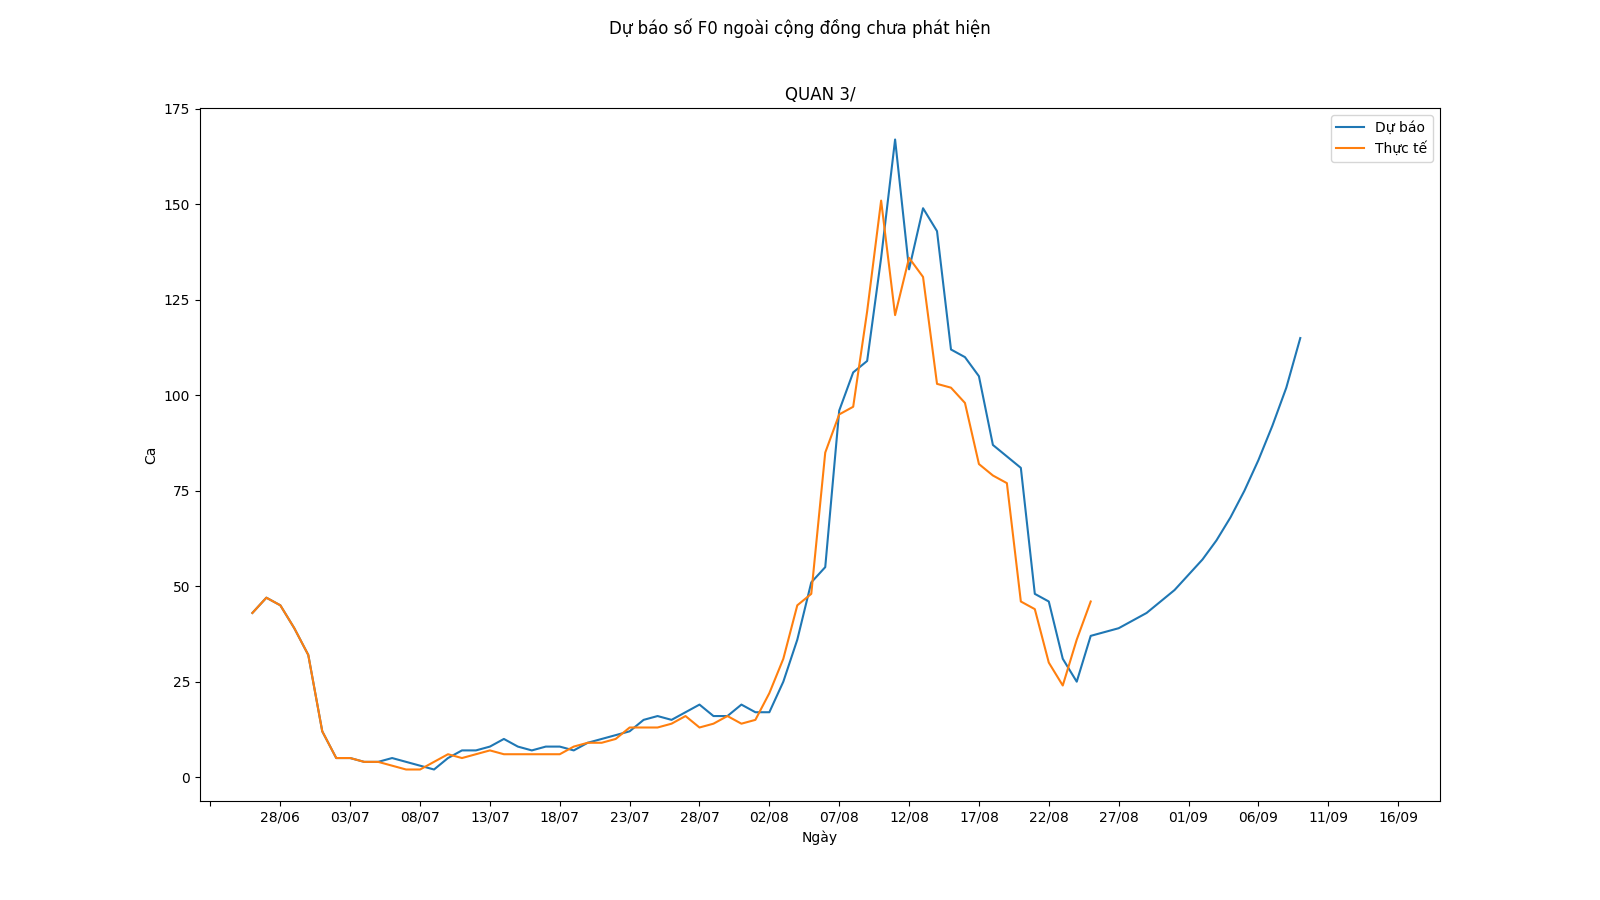 Dự báo số F0 ngoài cộng đồng chưa phát hiện
QUAN 3/
175
150
125
100
75
50
25
0
Ca
Dự báo
Thực tế
28/06 03/07 08/07 13/07 18/07 23/07 28/07 02/08 07/08 12/08 17/08 22/08 27/08 01/09 06/09 11/09 16/09
Ngày